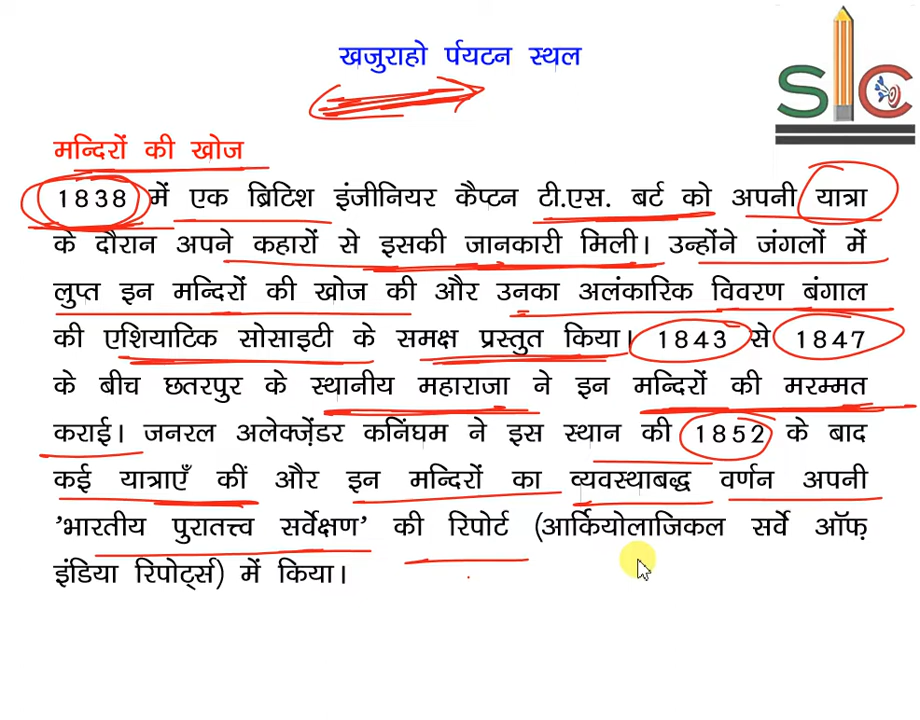 खजुराहो र्पयटन स्थल
SIC
मन्दिरों की खोज
1838 में एक ब्रिटिश इंजीनियर कैप्टन टी.एस. बर्ट को अपनी यात्रा
के दौरान अपने कहारों से इसकी जानकारी मिली। उन्होंने जंगलों में
लुप्त इन मन्दिरों की खोज की और उनका अलंकारिक विवरण बंगाल
की एशियाटिक सोसाइटी के समक्ष प्रस्तुत किया। 1843 से 1847
के बीच छतरपुर के स्थानीय महाराजा ने इन मन्दिरों की मरम्मत
कराई। जनरल अलेक्ज़ेंडर कनिंघम ने इस स्थान की 1852 के बाद
कई यात्राएँ कीं और इन मन्दिरों का व्यवस्थाबद्ध वर्णन अपनी
’भारतीय पुरातत्त्व सर्वेक्षण’ की रिपोर्ट (आर्कियोलाजिकल सर्वे ऑफ़
इंडिया रिपोर्ट्स) में किया।